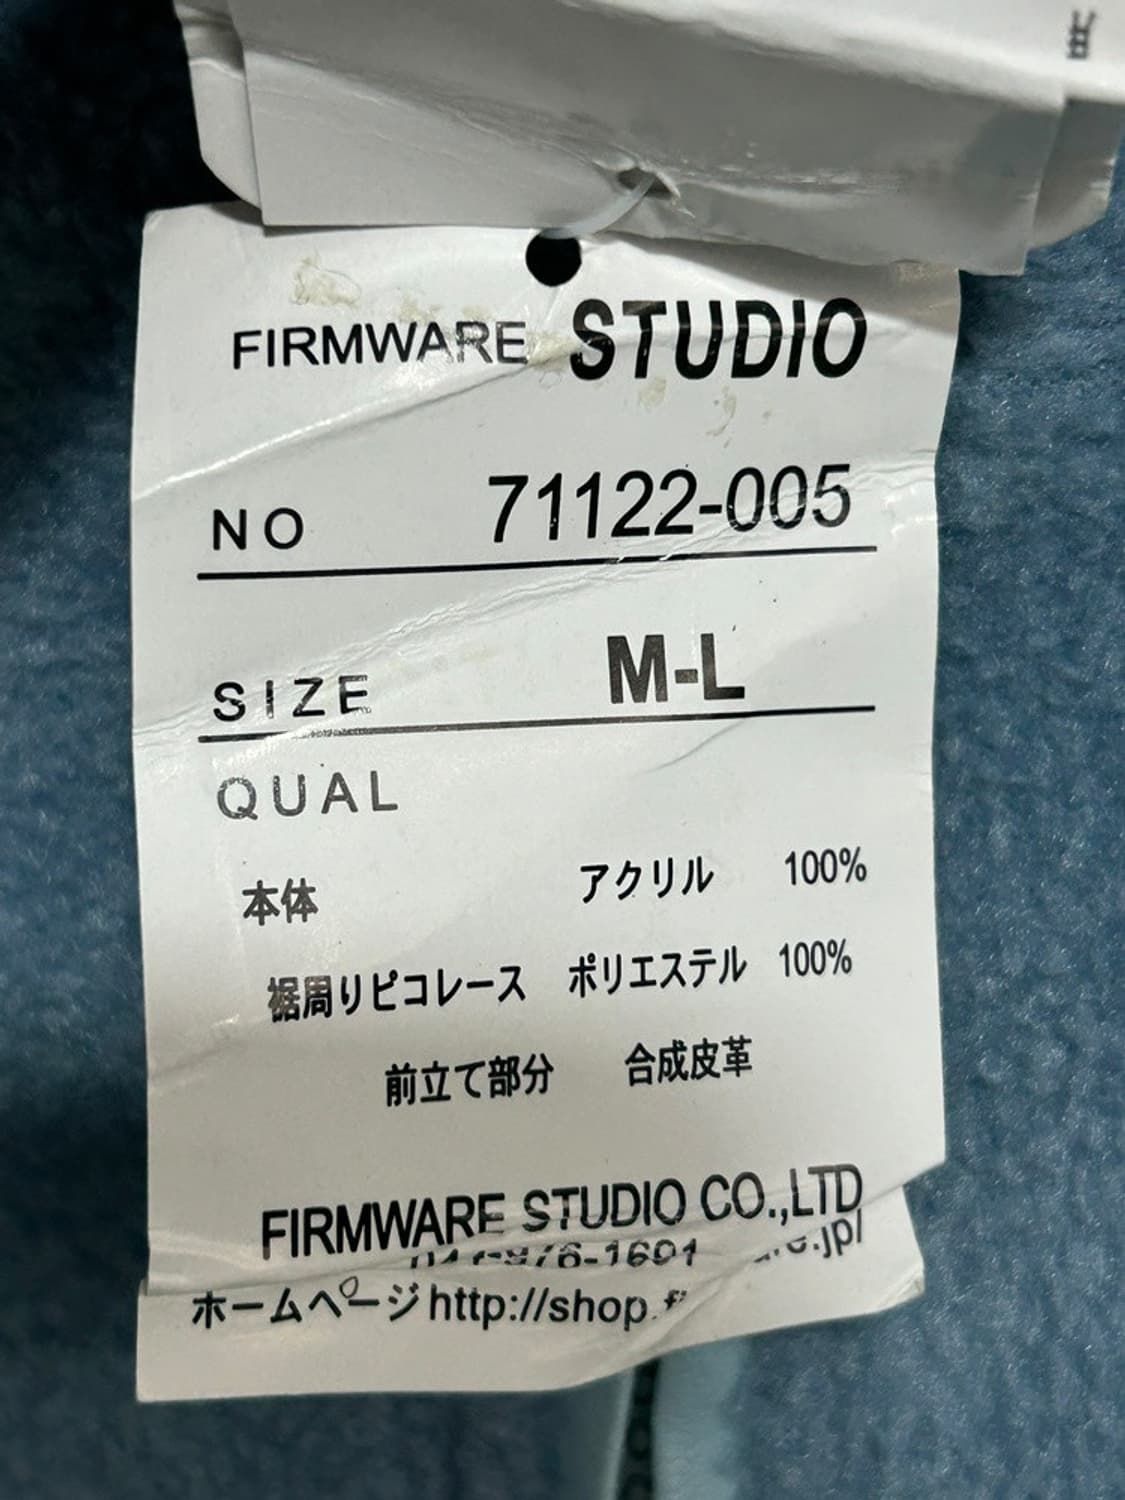 FIRMWARE STUDIO
NO 71122-005
SIZE M-L
QUAL
本体 アクリル 100%
裾周りピコレース ポリエステル 100%
前立て部分 合成皮革
FIRMWARE STUDIO CO.,LTD
ホームページ http://shop.